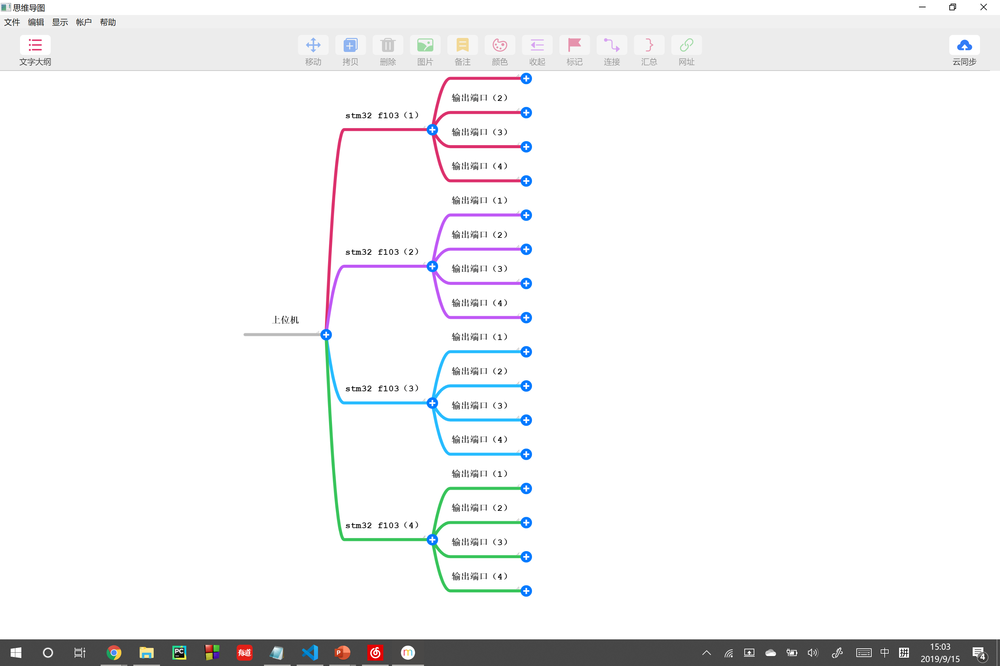 思维导图
文件 编辑 显示 帐户 帮助
文字大纲 移动 拷贝 删除 图片 备注 颜色 收起 标记 连接 汇总 网址 云同步
输出端口（2）
stm32 f103（1）
输出端口（3）
输出端口（4）
输出端口（1）
输出端口（2）
stm32 f103（2）
输出端口（3）
输出端口（4）
上位机
输出端口（1）
输出端口（2）
stm32 f103（3）
输出端口（3）
输出端口（4）
输出端口（1）
输出端口（2）
stm32 f103（4）
输出端口（3）
输出端口（4）
PC 有道 P m 中 拼 15:03 4
2019/9/15